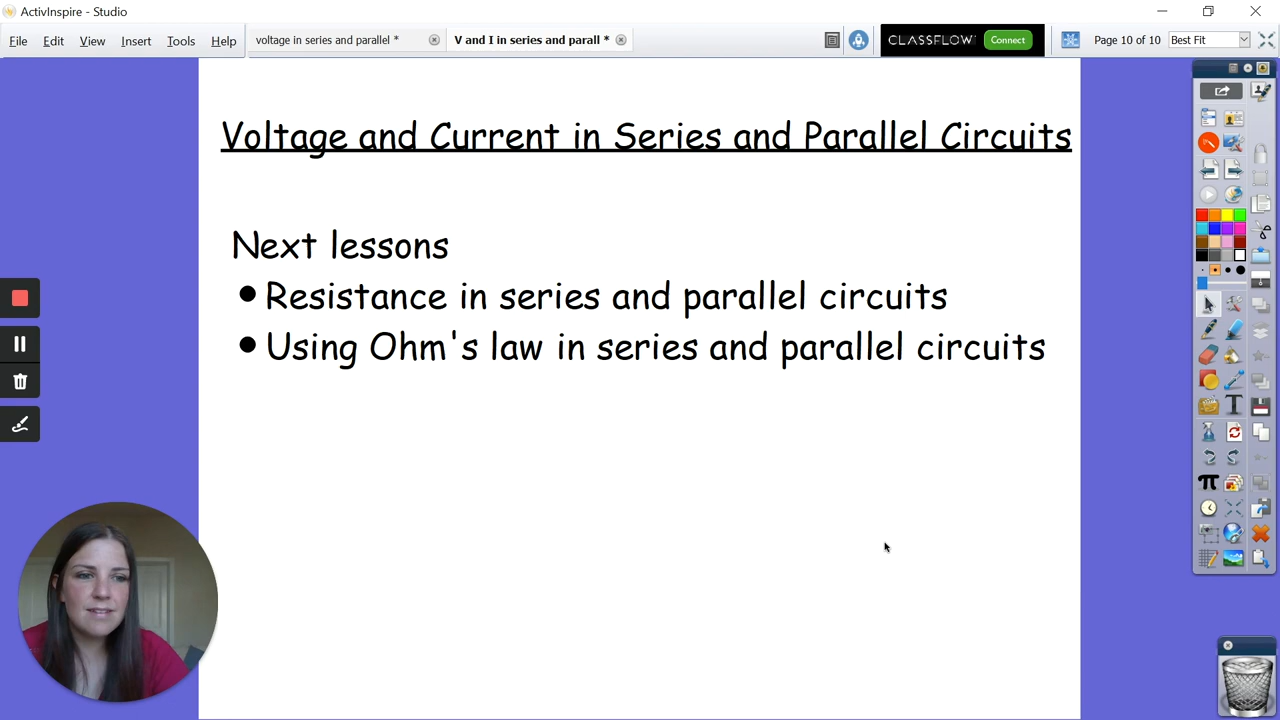 ActivInspire - Studio
File Edit View Insert Tools Help
voltage in series and parallel *
V and I in series and parall *
CLASSFLOW Connect
Page 10 of 10
Best Fit
Voltage and Current in Series and Parallel Circuits
Next lessons
• Resistance in series and parallel circuits
• Using Ohm's law in series and parallel circuits